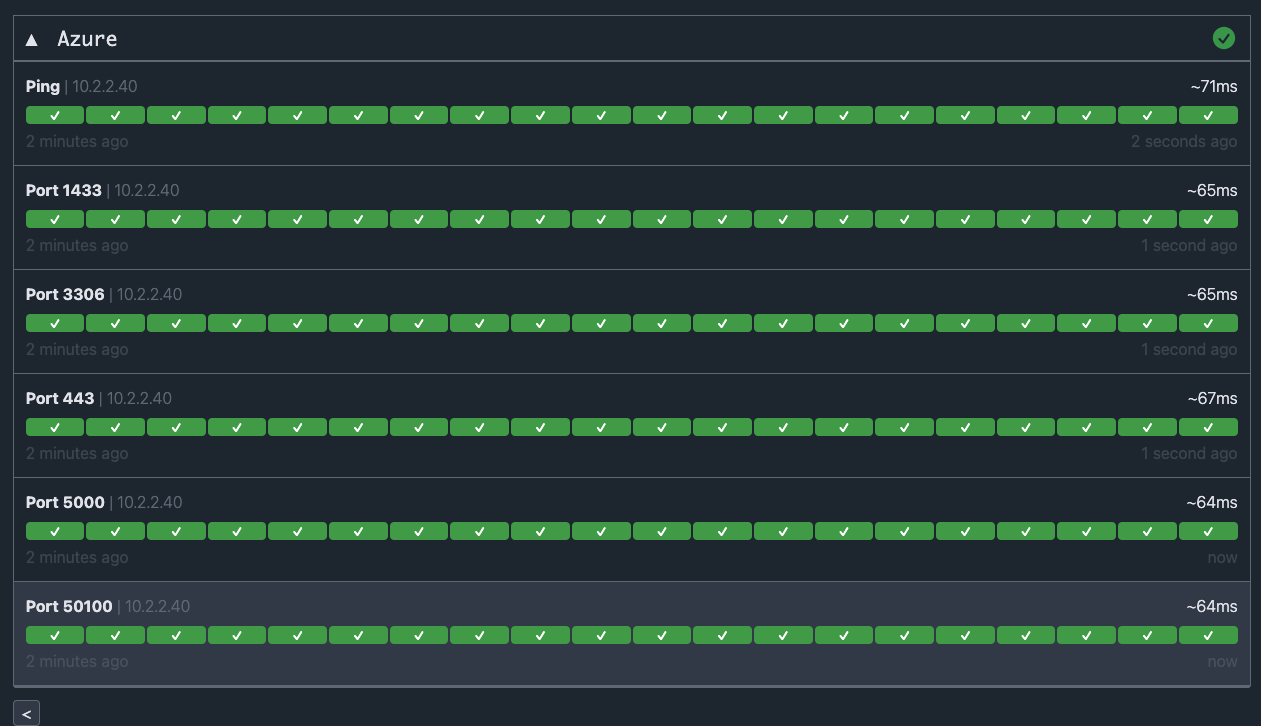 ▲ Azure
Ping | 10.2.2.40 ~71ms
✓ ✓ ✓ ✓ ✓ ✓ ✓ ✓ ✓ ✓ ✓ ✓ ✓ ✓ ✓ ✓ ✓ ✓ ✓ ✓
2 minutes ago 2 seconds ago
Port 1433 | 10.2.2.40 ~65ms
✓ ✓ ✓ ✓ ✓ ✓ ✓ ✓ ✓ ✓ ✓ ✓ ✓ ✓ ✓ ✓ ✓ ✓ ✓ ✓
2 minutes ago 1 second ago
Port 3306 | 10.2.2.40 ~65ms
✓ ✓ ✓ ✓ ✓ ✓ ✓ ✓ ✓ ✓ ✓ ✓ ✓ ✓ ✓ ✓ ✓ ✓ ✓ ✓
2 minutes ago 1 second ago
Port 443 | 10.2.2.40 ~67ms
✓ ✓ ✓ ✓ ✓ ✓ ✓ ✓ ✓ ✓ ✓ ✓ ✓ ✓ ✓ ✓ ✓ ✓ ✓ ✓
2 minutes ago 1 second ago
Port 5000 | 10.2.2.40 ~64ms
✓ ✓ ✓ ✓ ✓ ✓ ✓ ✓ ✓ ✓ ✓ ✓ ✓ ✓ ✓ ✓ ✓ ✓ ✓ ✓
2 minutes ago now
Port 50100 | 10.2.2.40 ~64ms
✓ ✓ ✓ ✓ ✓ ✓ ✓ ✓ ✓ ✓ ✓ ✓ ✓ ✓ ✓ ✓ ✓ ✓ ✓ ✓
2 minutes ago now
<